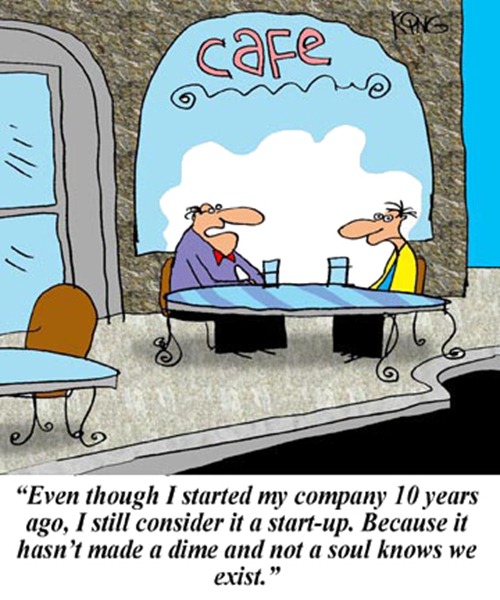 KONG
cafe
“Even though I started my company 10 years
ago, I still consider it a start-up. Because it
hasn’t made a dime and not a soul knows we
exist.”